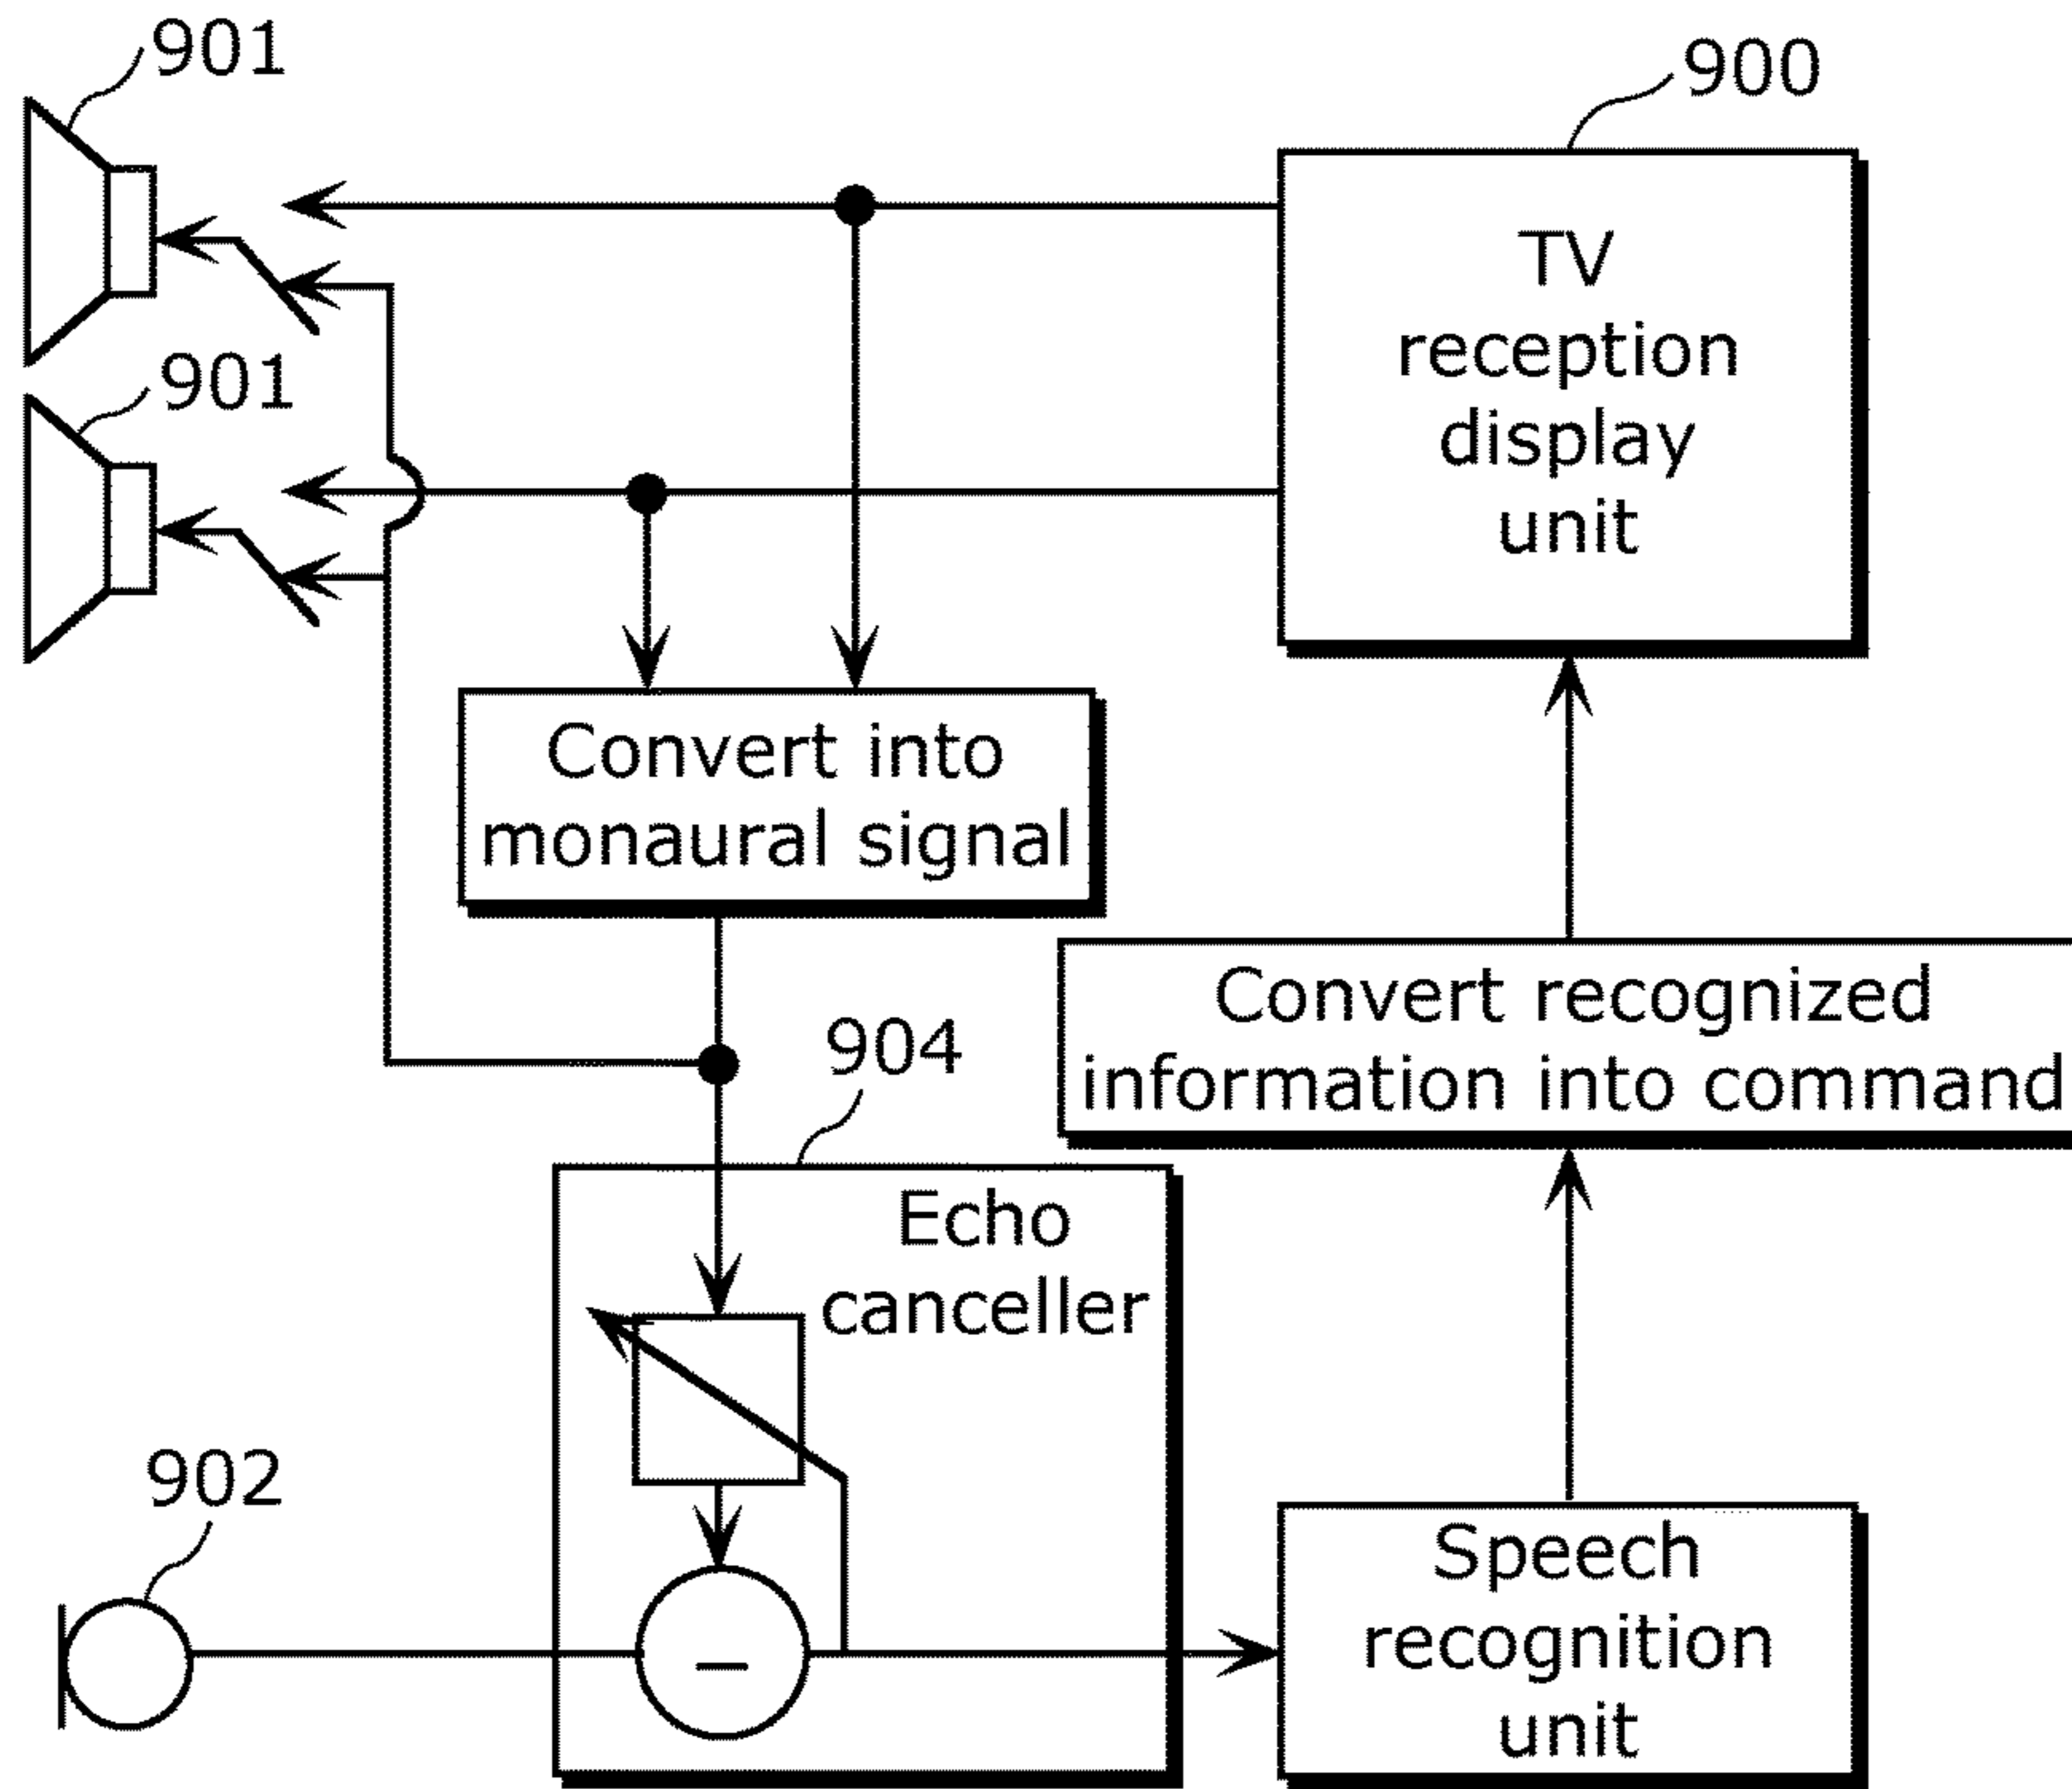 901
900
TV
reception
display
unit
901
Convert into
monaural signal
Convert recognized
information into command
904
Echo
canceller
902
–
Speech
recognition
unit